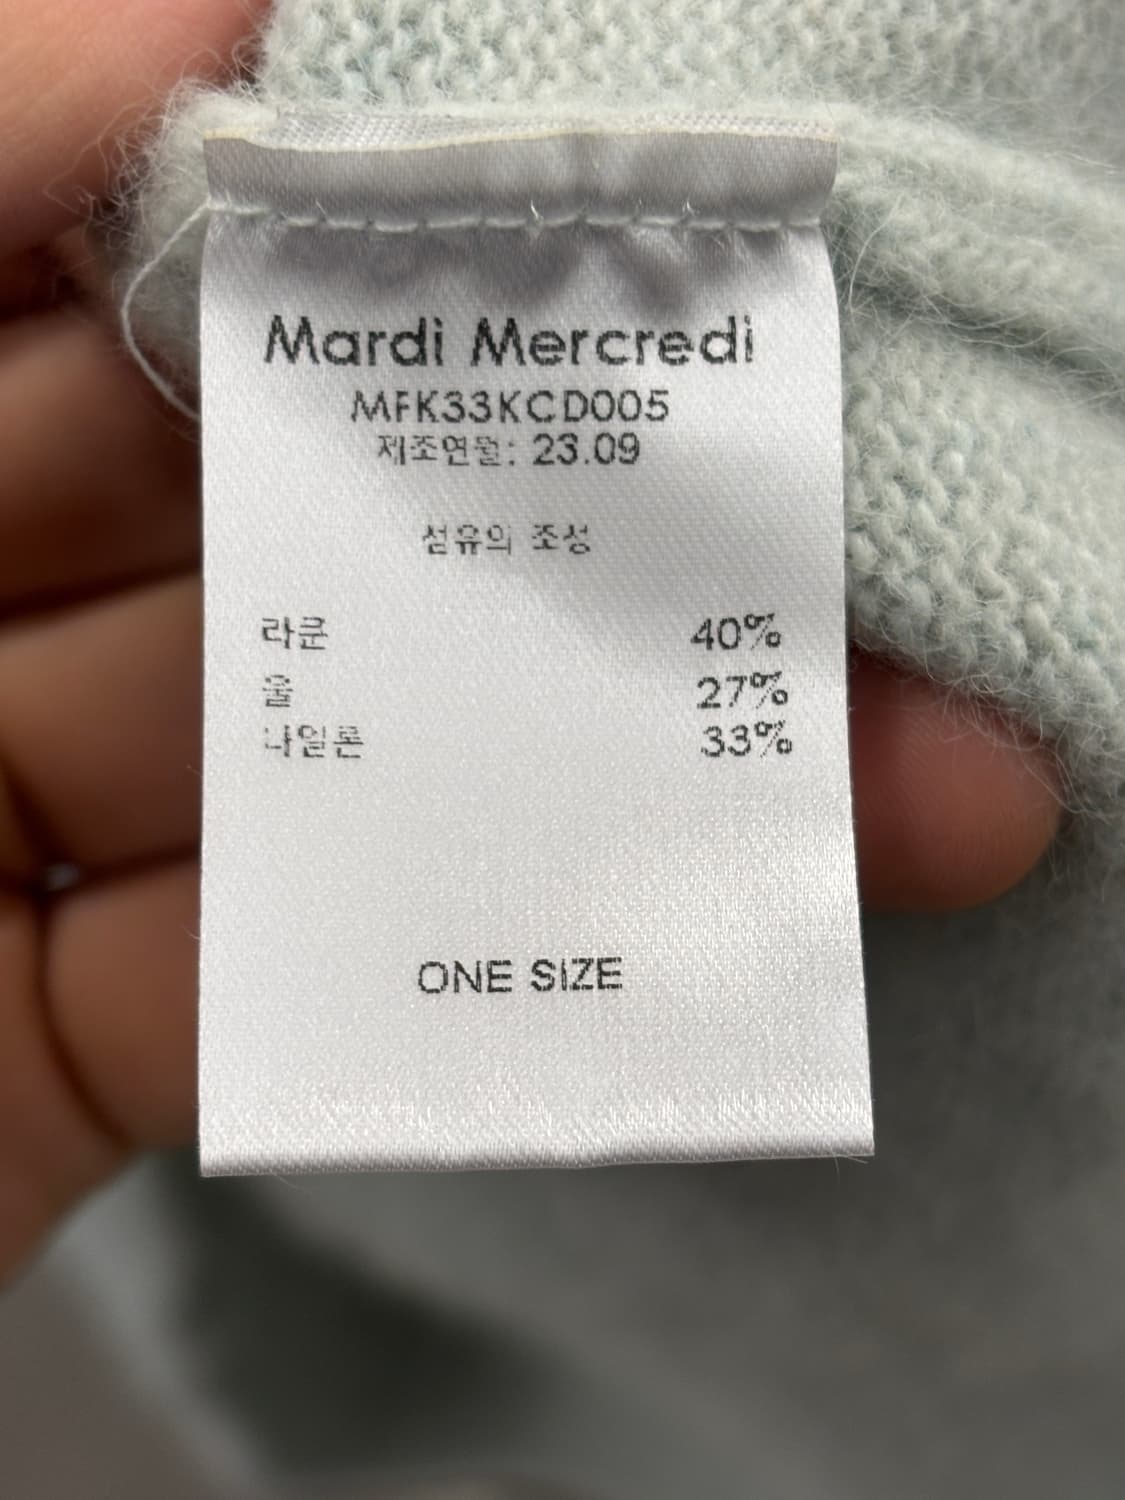 Mardi Mercredi
MFK33KCD005
제조연월: 23.09
섬유의 조성
라쿤 40%
울 27%
나일론 33%
ONE SIZE